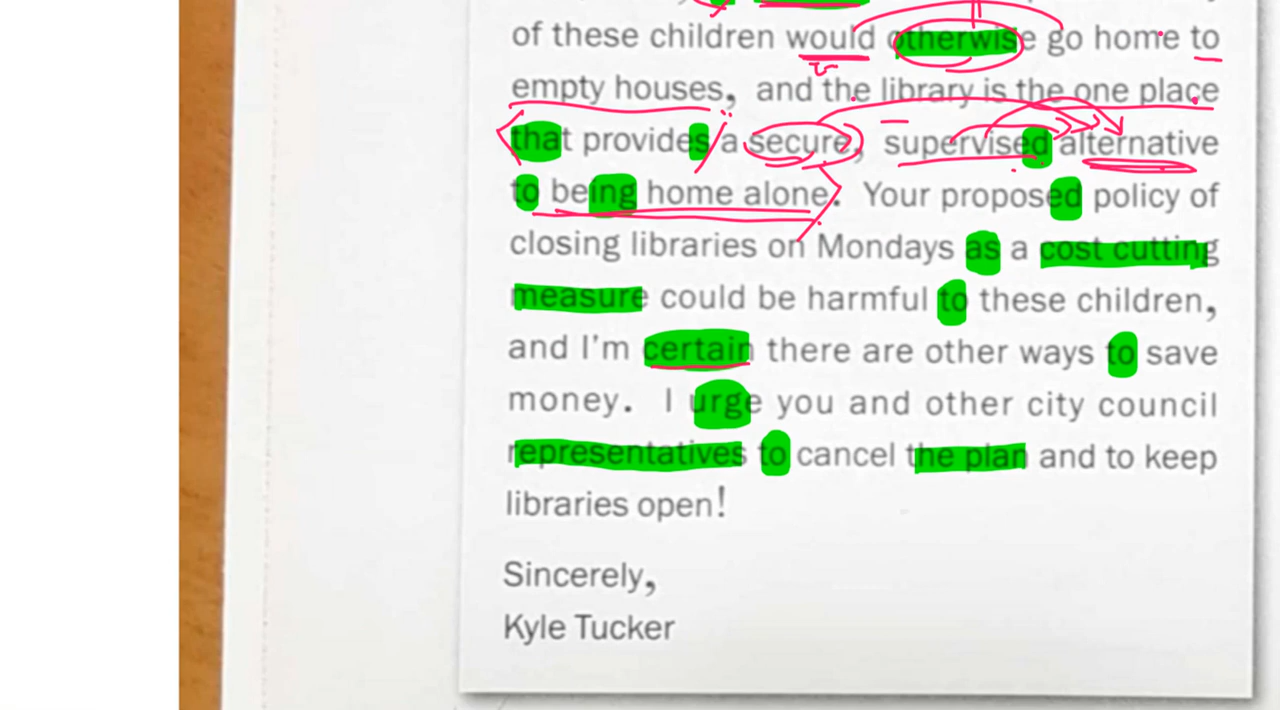 of these children would otherwise go home to
empty houses, and the library is the one place
that provides a secure, supervised alternative
to being home alone. Your proposed policy of
closing libraries on Mondays as a cost cutting
measure could be harmful to these children,
and I'm certain there are other ways to save
money. I urge you and other city council
representatives to cancel the plan and to keep
libraries open!
Sincerely,
Kyle Tucker